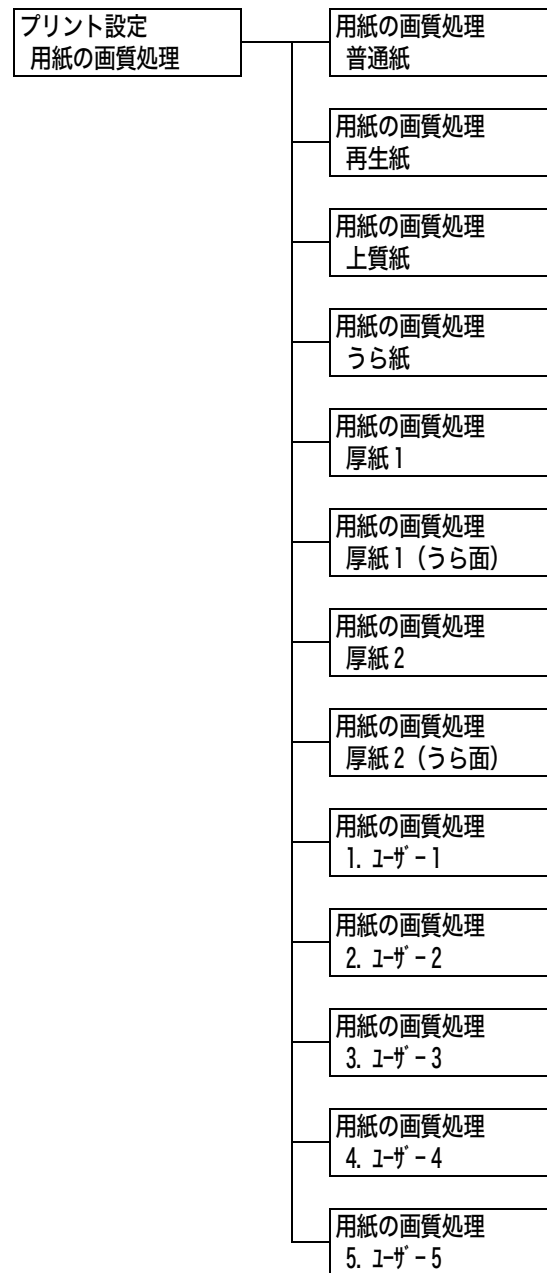 プリント設定
用紙の画質処理
用紙の画質処理
普通紙
用紙の画質処理
再生紙
用紙の画質処理
上質紙
用紙の画質処理
うら紙
用紙の画質処理
厚紙1
用紙の画質処理
厚紙1（うら面）
用紙の画質処理
厚紙2
用紙の画質処理
厚紙2（うら面）
用紙の画質処理
1. ﾕｰｻﾞｰ1
用紙の画質処理
2. ﾕｰｻﾞｰ2
用紙の画質処理
3. ﾕｰｻﾞｰ3
用紙の画質処理
4. ﾕｰｻﾞｰ4
用紙の画質処理
5. ﾕｰｻﾞｰ5